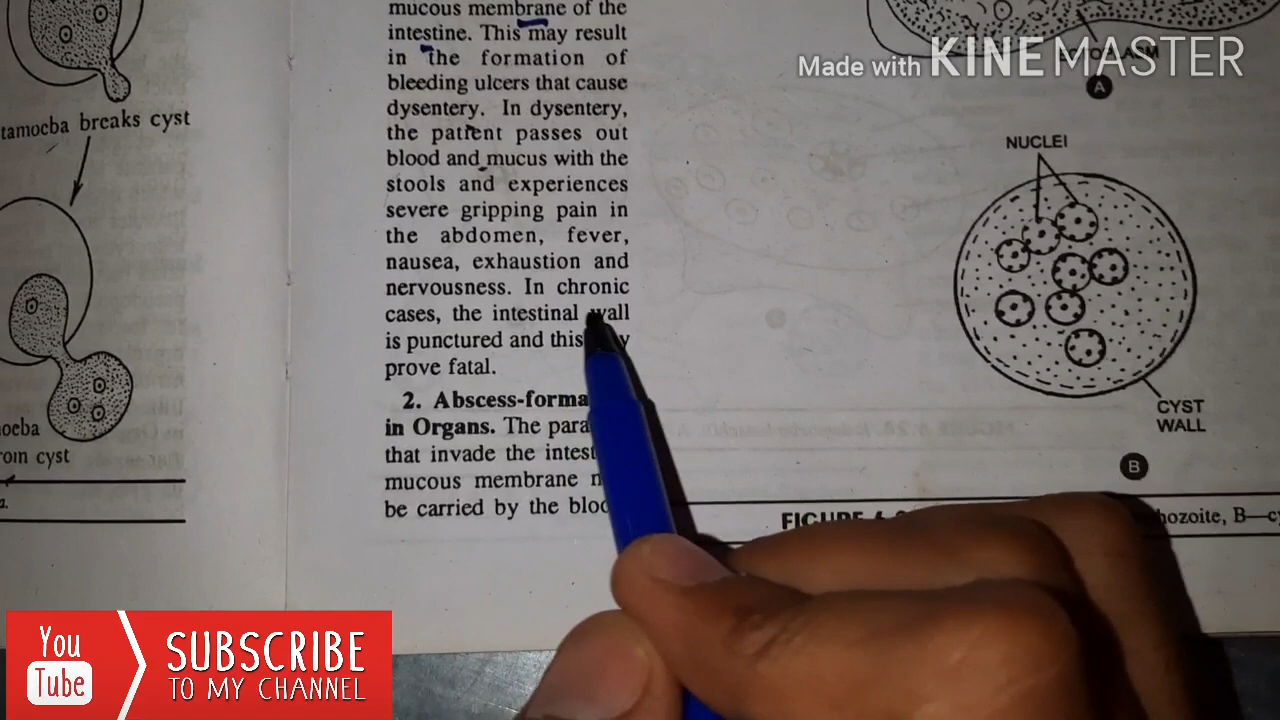 tamoeba breaks cyst
oeba
rom cyst
a.
mucous membrane of the
intestine. This may result
in the formation of
bleeding ulcers that cause
dysentery. In dysentery,
the patient passes out
blood and mucus with the
stools and experiences
severe gripping pain in
the abdomen, fever,
nausea, exhaustion and
nervousness. In chronic
cases, the intestinal wall
is punctured and this
prove fatal.
2. Abscess-forma
in Organs. The para
that invade the intest
mucous membrane
be carried by the bloo
Made with KINEMASTER
A
NUCLEI
CYST
WALL
B
FIGURE
hozoite, B—cy
You
Tube
SUBSCRIBE
TO MY CHANNEL